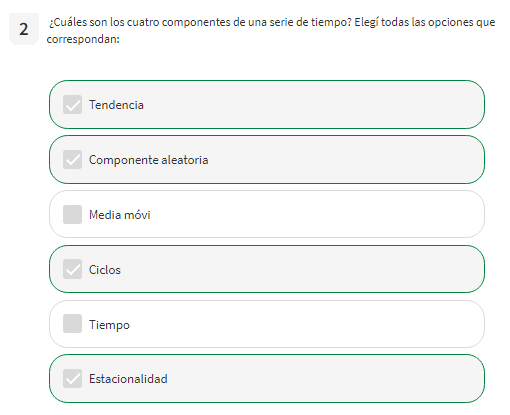 2
¿Cuáles son los cuatro componentes de una serie de tiempo? Elegí todas las opciones que
correspondan:
Tendencia
Componente aleatoria
Media móvi
Ciclos
Tiempo
Estacionalidad